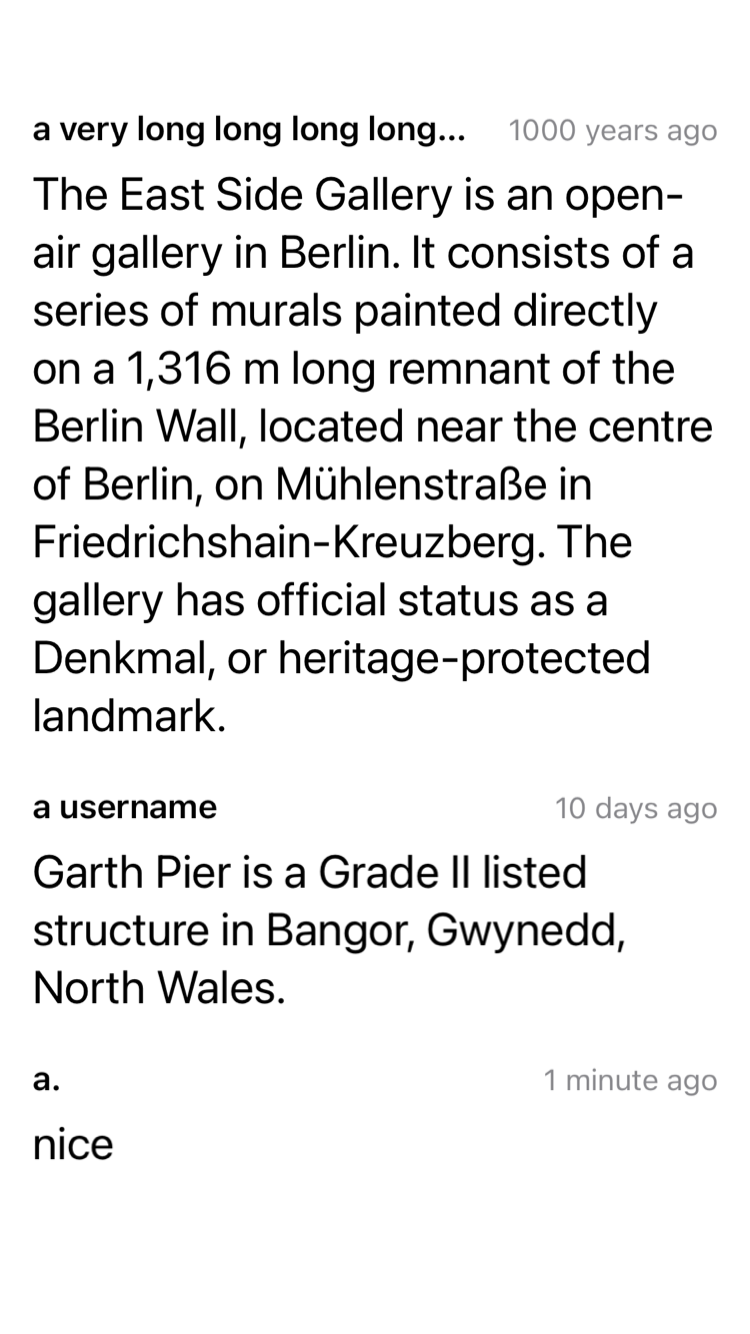 a very long long long long...  1000 years ago
The East Side Gallery is an open-
air gallery in Berlin. It consists of a
series of murals painted directly
on a 1,316 m long remnant of the
Berlin Wall, located near the centre
of Berlin, on Mühlenstraße in
Friedrichshain-Kreuzberg. The
gallery has official status as a
Denkmal, or heritage-protected
landmark.
a username  10 days ago
Garth Pier is a Grade II listed
structure in Bangor, Gwynedd,
North Wales.
a.  1 minute ago
nice